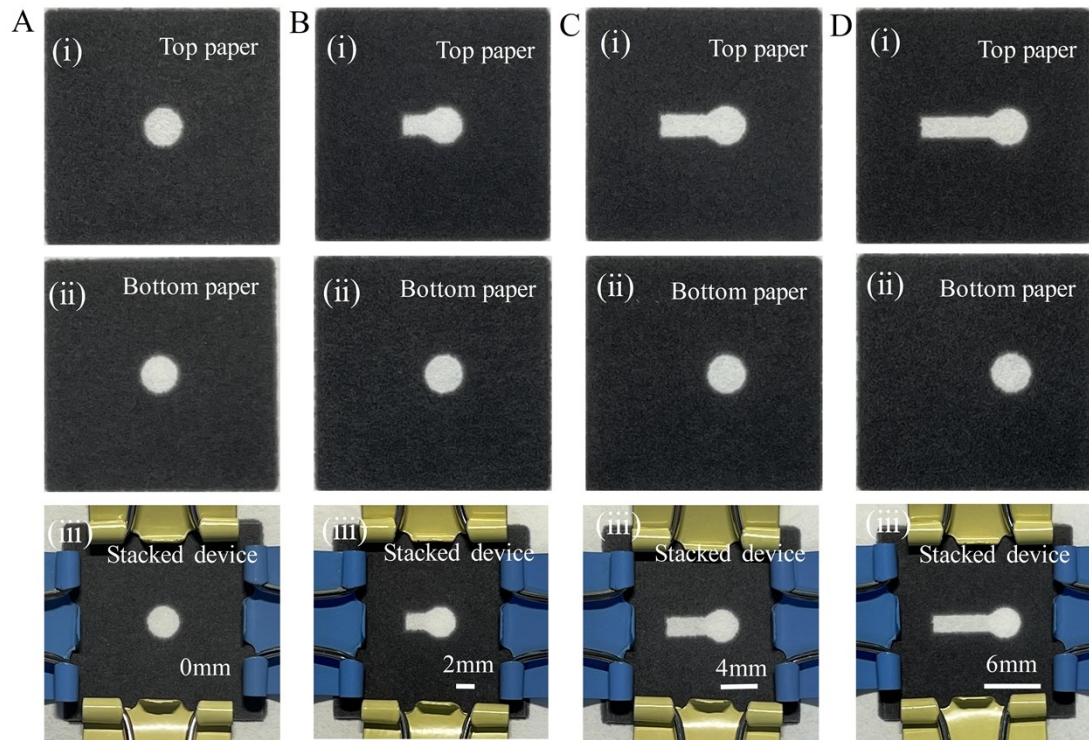 A
B
C
D
(i)
Top paper
(i)
Top paper
(i)
Top paper
(i)
Top paper
(ii)
Bottom paper
(ii)
Bottom paper
(ii)
Bottom paper
(ii)
Bottom paper
(iii)
Stacked device
0mm
(iii)
Stacked device
2mm
(iii)
Stacked device
4mm
(iii)
Stacked device
6mm